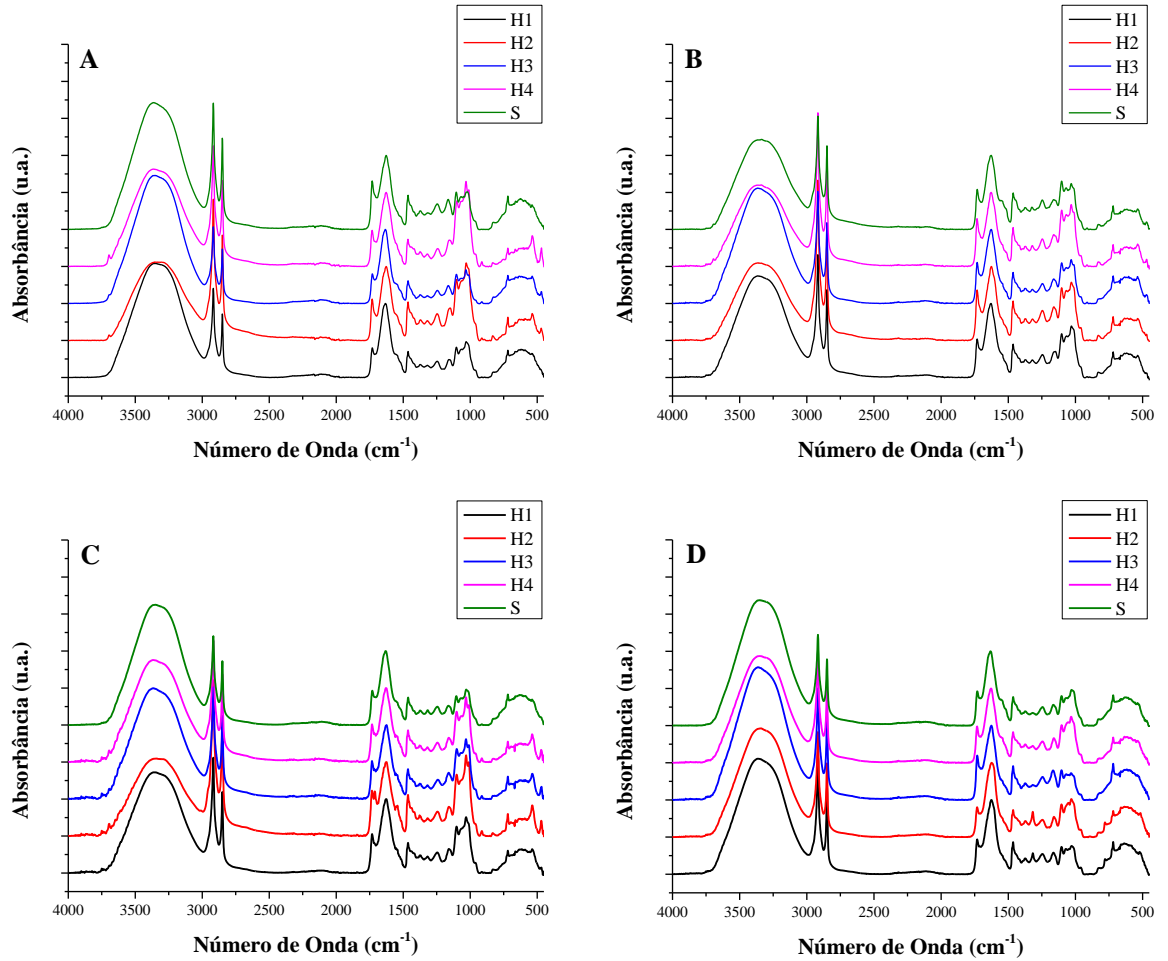 A
H1
H2
H3
H4
S
Absorbância (u.a.)
4000 3500 3000 2500 2000 1500 1000 500
Número de Onda (cm⁻¹)
B
H1
H2
H3
H4
S
Absorbância (u.a.)
4000 3500 3000 2500 2000 1500 1000 500
Número de Onda (cm⁻¹)
C
H1
H2
H3
H4
S
Absorbância (u.a.)
4000 3500 3000 2500 2000 1500 1000 500
Número de Onda (cm⁻¹)
D
H1
H2
H3
H4
S
Absorbância (u.a.)
4000 3500 3000 2500 2000 1500 1000 500
Número de Onda (cm⁻¹)